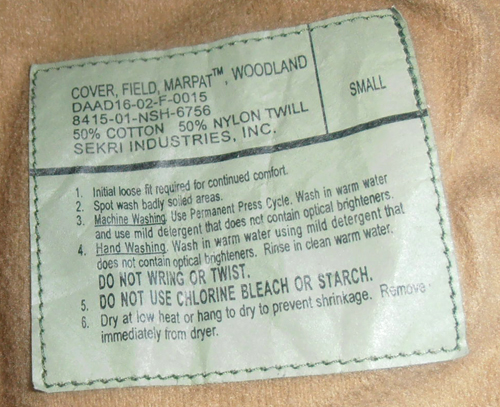 COVER, FIELD, MARPAT™, WOODLAND
DAAD16-02-F-0015
8415-01-NSH-6756
50% COTTON 50% NYLON TWILL
SEKRI INDUSTRIES, INC.
SMALL
1. Initial loose fit required for continued comfort.
2. Spot wash badly soiled areas.
3. Machine Washing. Use Permanent Press Cycle. Wash in warm water
and use mild detergent that does not contain optical brighteners.
4. Hand Washing. Wash in warm water using mild detergent that
does not contain optical brighteners. Rinse in clean warm water.
DO NOT WRING OR TWIST.
5. DO NOT USE CHLORINE BLEACH OR STARCH.
6. Dry at low heat or hang to dry to prevent shrinkage. Remove
immediately from dryer.